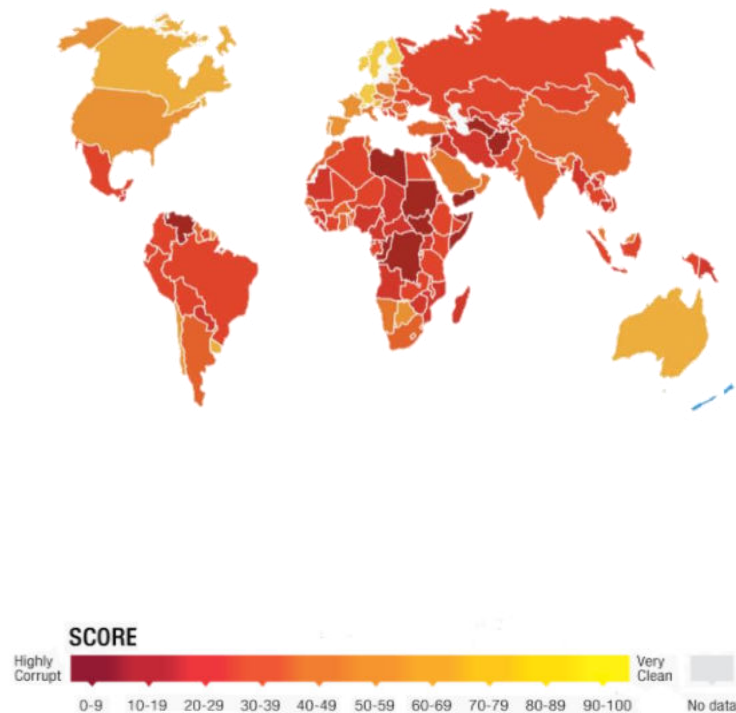 SCORE
Highly Corrupt
Very Clean
0-9 10-19 20-29 30-39 40-49 50-59 60-69 70-79 80-89 90-100 No data